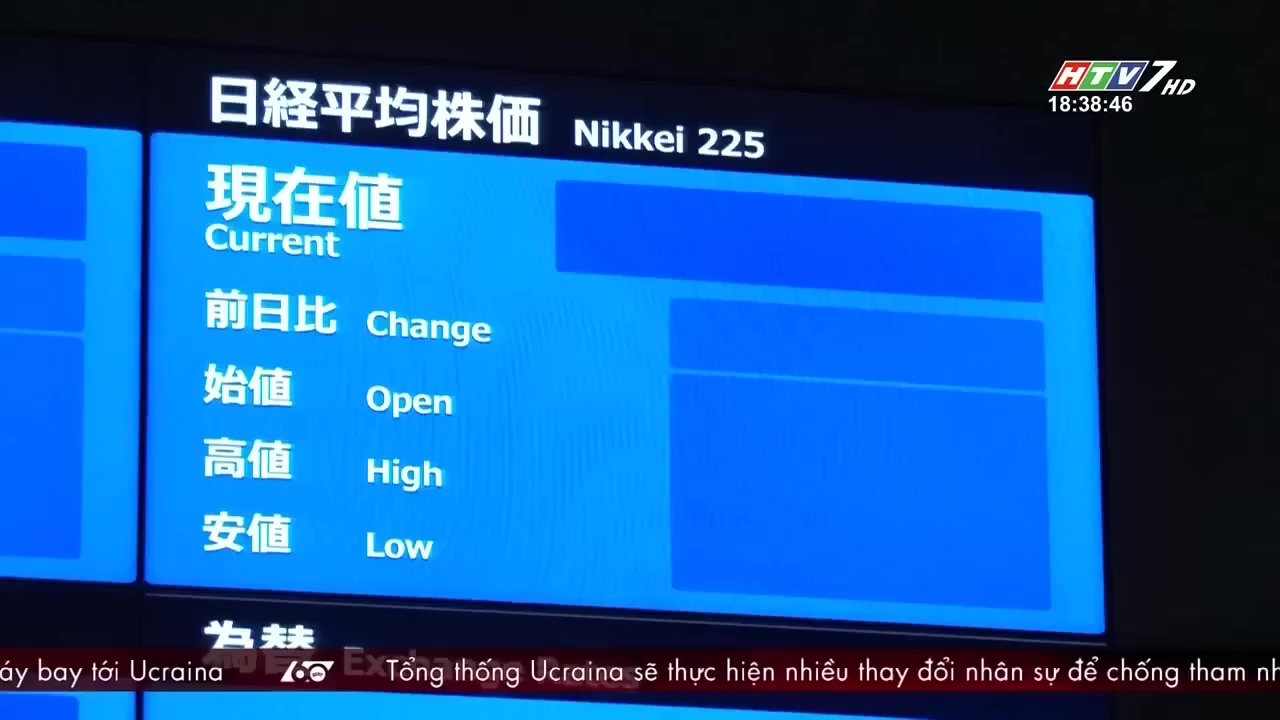 HTV7 HD
18:38:46
日経平均株価 Nikkei 225
現在値
Current
前日比 Change
始値 Open
高値 High
安値 Low
為替 Exchange Rates
áy bay tới Ucraina 60 Tổng thống Ucraina sẽ thực hiện nhiều thay đổi nhân sự để chống tham nh